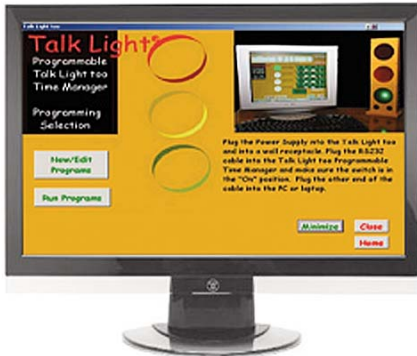 Talk Light too
Talk Light®
Programmable
Talk Light too
Time Manager
Programming
Selection
New/Edit
Programs
Run Programs
Plug the Power Supply into the Talk Light too
and into a wall receptacle. Plug the RS232
cable into the Talk Light too Programmable
Time Manager and make sure the switch is in
the "On" position. Plug the other end of the
cable into the PC or laptop.
Minimize
Close
Home